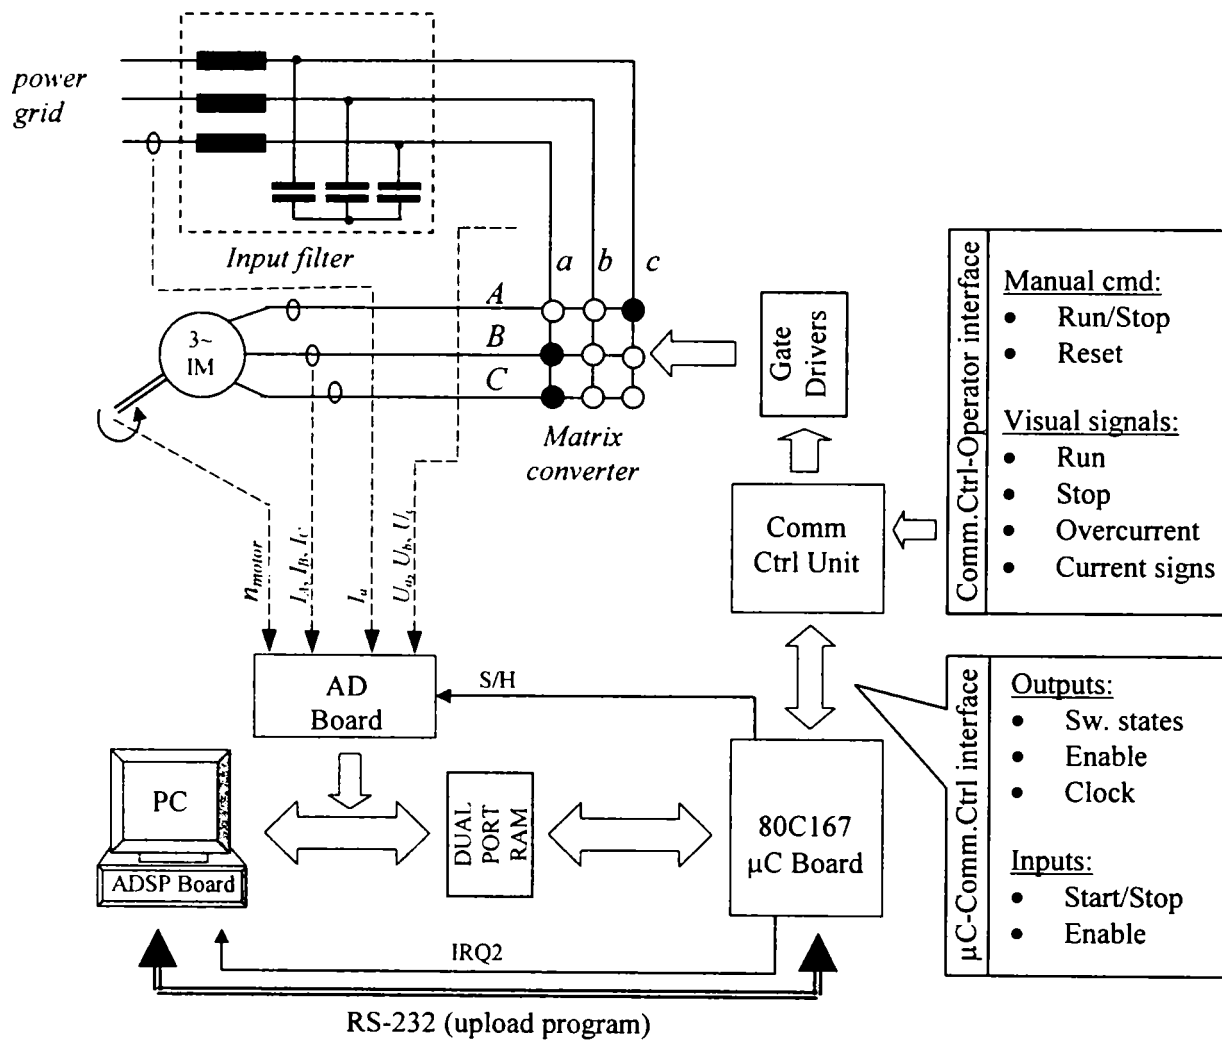 power
grid
Input filter
a b c
A
B
C
3~
IM
Matrix
converter
Gate
Drivers
Comm
Ctrl Unit
Comm.Ctrl-Operator interface
Manual cmd:
● Run/Stop
● Reset
Visual signals:
● Run
● Stop
● Overcurrent
● Current signs
n_motor
I_A, I_B, I_C
I_a
U_a, U_b, U_c
AD
Board
S/H
PC
ADSP Board
DUAL
PORT
RAM
80C167
µC Board
µC-Comm.Ctrl interface
Outputs:
● Sw. states
● Enable
● Clock
Inputs:
● Start/Stop
● Enable
IRQ2
RS-232 (upload program)